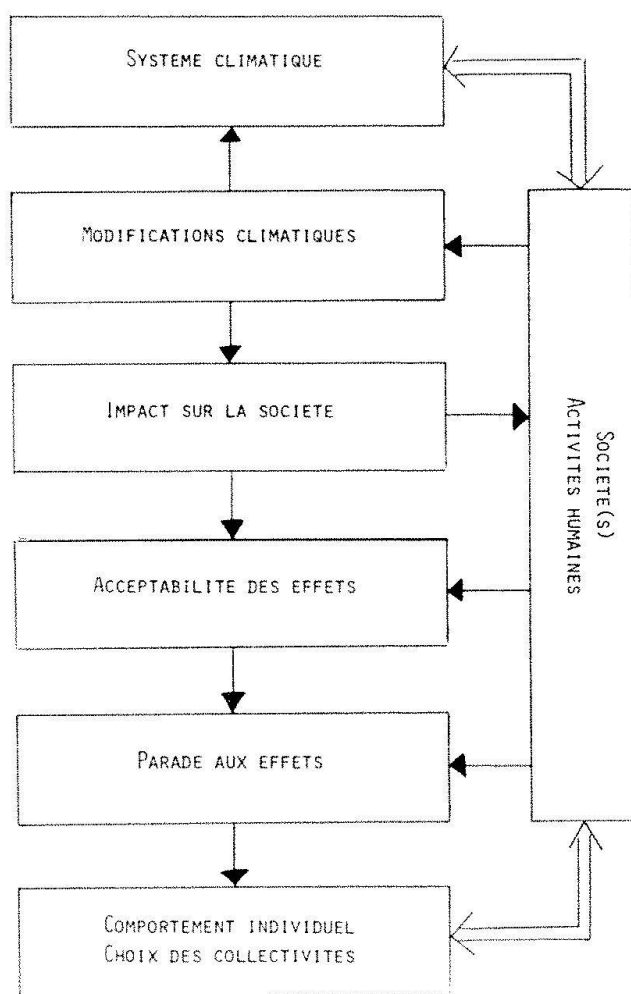 SYSTEME CLIMATIQUE
MODIFICATIONS CLIMATIQUES
IMPACT SUR LA SOCIETE
SOCIETE(S)
ACTIVITES HUMAINES
ACCEPTABILITE DES EFFETS
PARADE AUX EFFETS
COMPORTEMENT INDIVIDUEL
CHOIX DES COLLECTIVITES